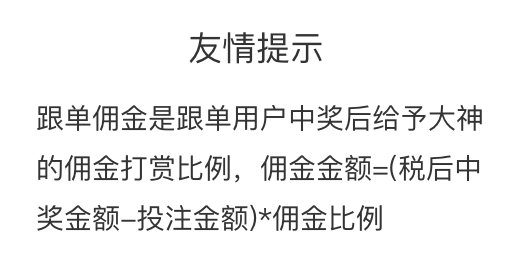 友情提示
跟单佣金是跟单用户中奖后给予大神
的佣金打赏比例，佣金金额=(税后中
奖金额–投注金额)*佣金比例